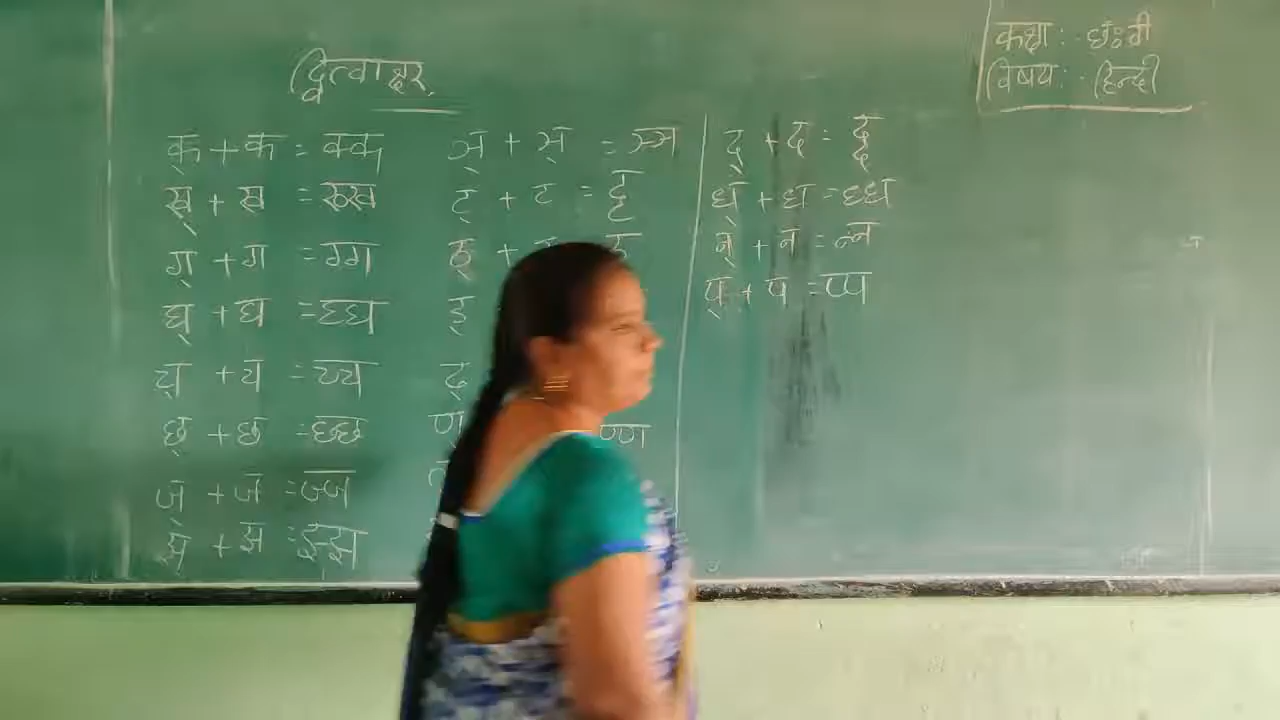 द्वित्वाक्षर
कक्षा: छःवी
विषय: हिन्दी
क् + क = क्क
ख् + ख = ख्ख
ग् + ग = ग्ग
घ् + घ = घ्घ
च् + च = च्च
छ् + छ = छ्छ
ज् + ज = ज्ज
झ् + झ = झ्झ
ट् + ट = ट्ट
ठ् +
ढ्
ण् ण्ण
द् + द = द्द
ध् + ध = ध्ध
न् + न = न्न
प् + प = प्प